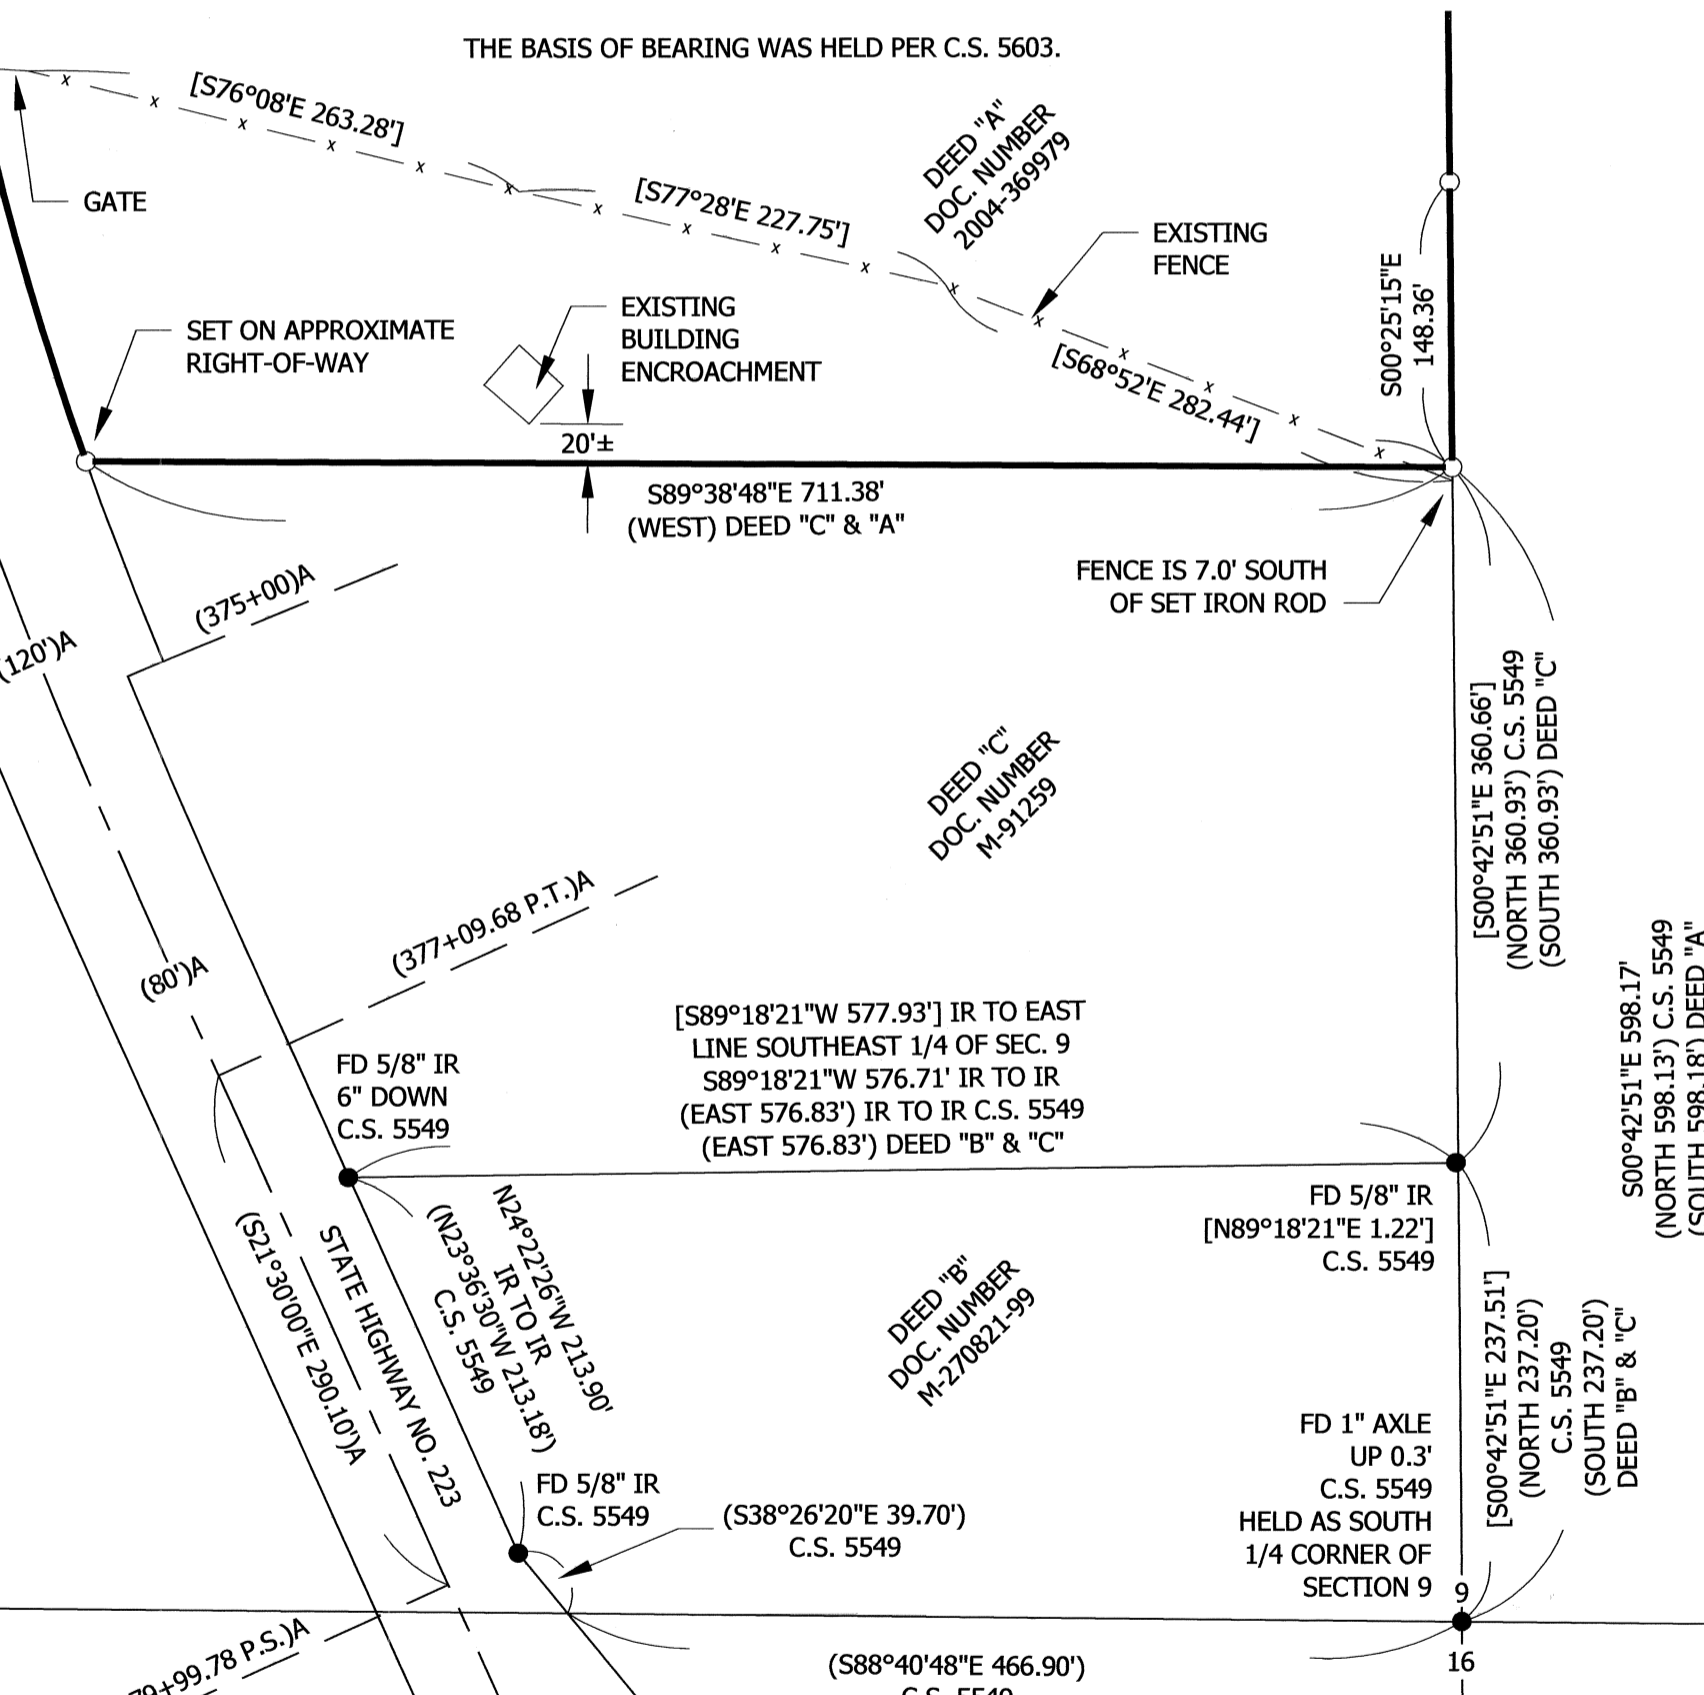 THE BASIS OF BEARING WAS HELD PER C.S. 5603.
[S76°08'E 263.28']
GATE
[S77°28'E 227.75']
DEED "A"
DOC. NUMBER
2004-369979
EXISTING
FENCE
S00°25'15"E
148.36'
SET ON APPROXIMATE
RIGHT-OF-WAY
EXISTING
BUILDING
ENCROACHMENT
20'±
[S68°52'E 282.44']
S89°38'48"E 711.38'
(WEST) DEED "C" & "A"
FENCE IS 7.0' SOUTH
OF SET IRON ROD
(375+00)A
(120')A
DEED "C"
DOC. NUMBER
M-91259
[S00°42'51"E 360.66']
(NORTH 360.93') C.S. 5549
(SOUTH 360.93') DEED "C"
(377+09.68 P.T.)A
(80')A
S00°42'51"E 598.17'
(NORTH 598.13') C.S. 5549
(SOUTH 598.18') DEED "A"
[S89°18'21"W 577.93'] IR TO EAST
LINE SOUTHEAST 1/4 OF SEC. 9
S89°18'21"W 576.71' IR TO IR
(EAST 576.83') IR TO IR C.S. 5549
(EAST 576.83') DEED "B" & "C"
FD 5/8" IR
6" DOWN
C.S. 5549
FD 5/8" IR
[N89°18'21"E 1.22']
C.S. 5549
N24°22'26"W 213.90'
IR TO IR
(N23°36'30"W 213.18')
C.S. 5549
STATE HIGHWAY NO. 223
(S21°30'00"E 290.10')A
DEED "B"
DOC. NUMBER
M-270821-99
[S00°42'51"E 237.51']
(NORTH 237.20')
C.S. 5549
(SOUTH 237.20')
DEED "B" & "C"
FD 1" AXLE
UP 0.3'
C.S. 5549
HELD AS SOUTH
1/4 CORNER OF
SECTION 9
9
16
FD 5/8" IR
C.S. 5549
(S38°26'20"E 39.70')
C.S. 5549
79+99.78 P.S.)A
(S88°40'48"E 466.90')
C.S. 5549